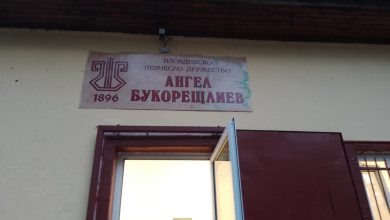 ПЛОВДИВСКО
ПЕВЧЕСКО ДРУЖЕСТВО
АНГЕЛ
БУКОРЕЩЛИЕВ
1896